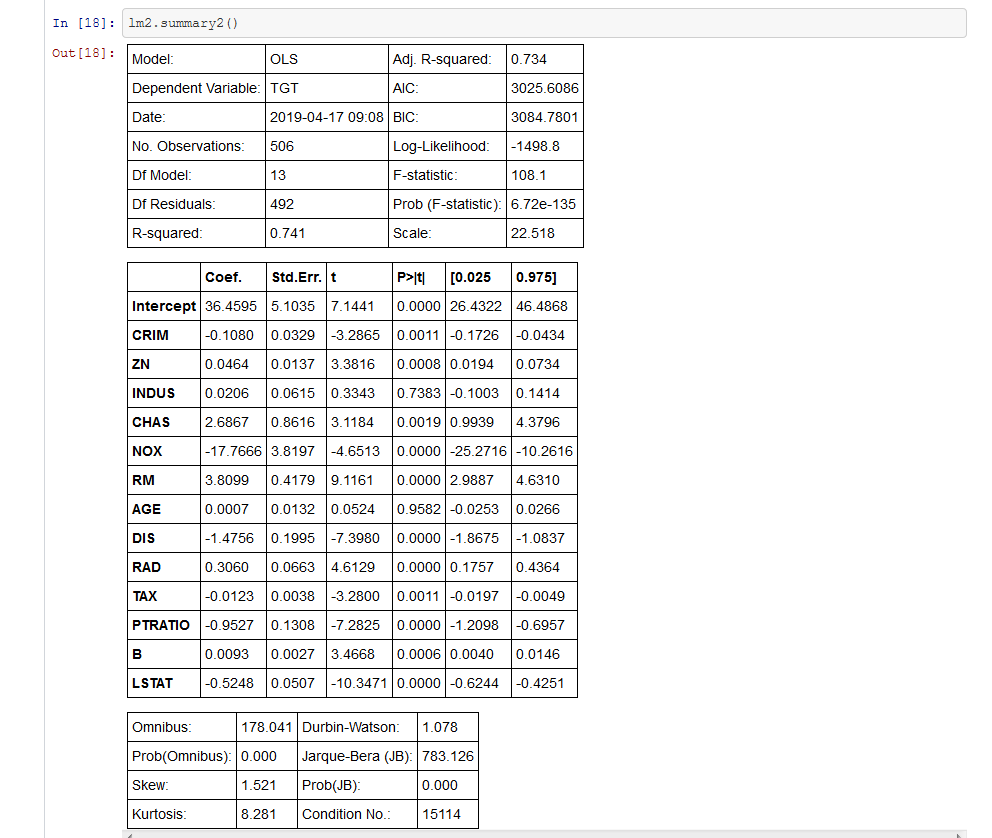 In [18]: lm2.summary2()
Out[18]:
Model: OLS Adj. R-squared: 0.734
Dependent Variable: TGT AIC: 3025.6086
Date: 2019-04-17 09:08 BIC: 3084.7801
No. Observations: 506 Log-Likelihood: -1498.8
Df Model: 13 F-statistic: 108.1
Df Residuals: 492 Prob (F-statistic): 6.72e-135
R-squared: 0.741 Scale: 22.518
Coef. Std.Err. t P>|t| [0.025 0.975]
Intercept 36.4595 5.1035 7.1441 0.0000 26.4322 46.4868
CRIM -0.1080 0.0329 -3.2865 0.0011 -0.1726 -0.0434
ZN 0.0464 0.0137 3.3816 0.0008 0.0194 0.0734
INDUS 0.0206 0.0615 0.3343 0.7383 -0.1003 0.1414
CHAS 2.6867 0.8616 3.1184 0.0019 0.9939 4.3796
NOX -17.7666 3.8197 -4.6513 0.0000 -25.2716 -10.2616
RM 3.8099 0.4179 9.1161 0.0000 2.9887 4.6310
AGE 0.0007 0.0132 0.0524 0.9582 -0.0253 0.0266
DIS -1.4756 0.1995 -7.3980 0.0000 -1.8675 -1.0837
RAD 0.3060 0.0663 4.6129 0.0000 0.1757 0.4364
TAX -0.0123 0.0038 -3.2800 0.0011 -0.0197 -0.0049
PTRATIO -0.9527 0.1308 -7.2825 0.0000 -1.2098 -0.6957
B 0.0093 0.0027 3.4668 0.0006 0.0040 0.0146
LSTAT -0.5248 0.0507 -10.3471 0.0000 -0.6244 -0.4251
Omnibus: 178.041 Durbin-Watson: 1.078
Prob(Omnibus): 0.000 Jarque-Bera (JB): 783.126
Skew: 1.521 Prob(JB): 0.000
Kurtosis: 8.281 Condition No.: 15114